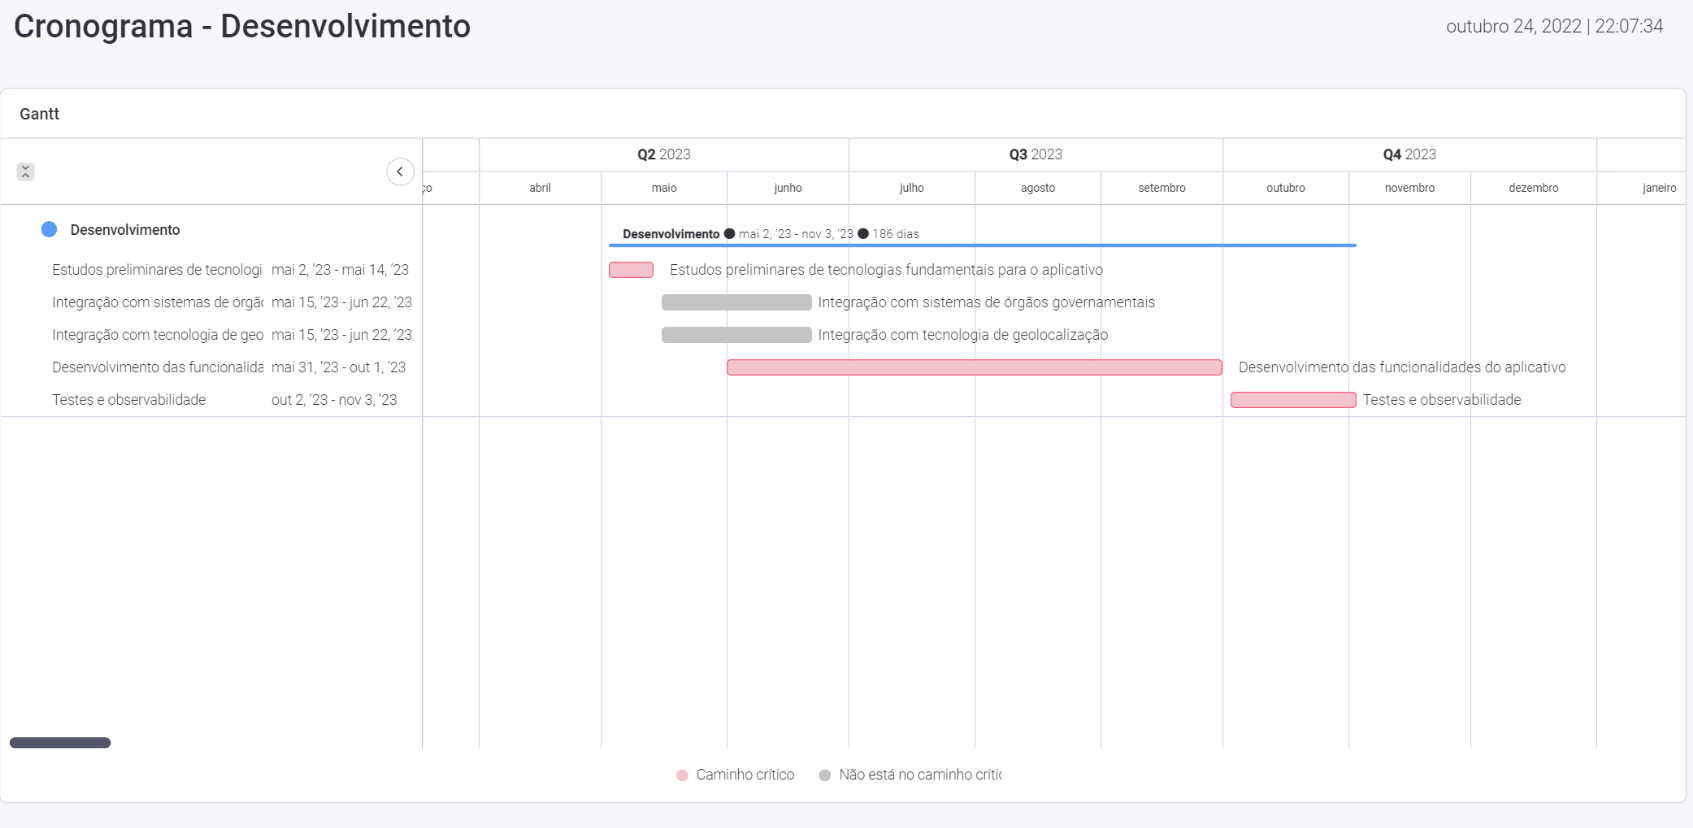 Cronograma - Desenvolvimento
outubro 24, 2022 | 22:07:34
Gantt
Q2 2023
Q3 2023
Q4 2023
ço
abril
maio
junho
julho
agosto
setembro
outubro
novembro
dezembro
janeiro
Desenvolvimento
Desenvolvimento ● mai 2, '23 - nov 3, '23 ● 186 dias
Estudos preliminares de tecnologi mai 2, '23 - mai 14, '23
Estudos preliminares de tecnologias fundamentais para o aplicativo
Integração com sistemas de órgão mai 15, '23 - jun 22, '23
Integração com sistemas de órgãos governamentais
Integração com tecnologia de geo mai 15, '23 - jun 22, '23
Integração com tecnologia de geolocalização
Desenvolvimento das funcionalida mai 31, '23 - out 1, '23
Desenvolvimento das funcionalidades do aplicativo
Testes e observabilidade out 2, '23 - nov 3, '23
Testes e observabilidade
Caminho crítico
Não está no caminho crític